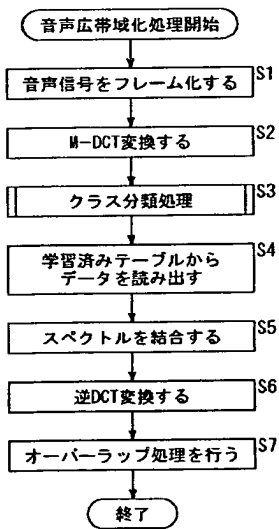 音声広帯域化処理開始
S1
音声信号をフレーム化する
S2
M-DCT変換する
S3
クラス分類処理
S4
学習済みテーブルから
データを読み出す
S5
スペクトルを結合する
S6
逆DCT変換する
S7
オーバーラップ処理を行う
終了